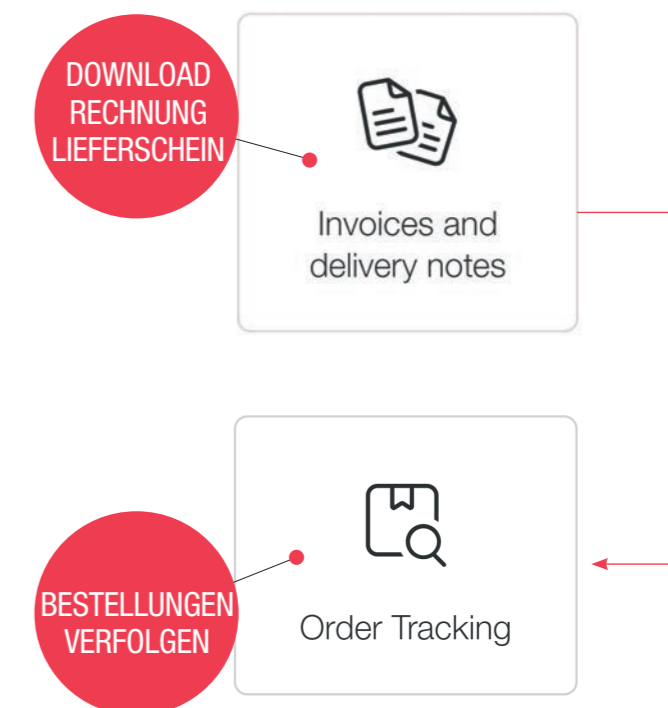 DOWNLOAD
RECHNUNG
LIEFERSCHEIN
Invoices and
delivery notes
BESTELLUNGEN
VERFOLGEN
Order Tracking